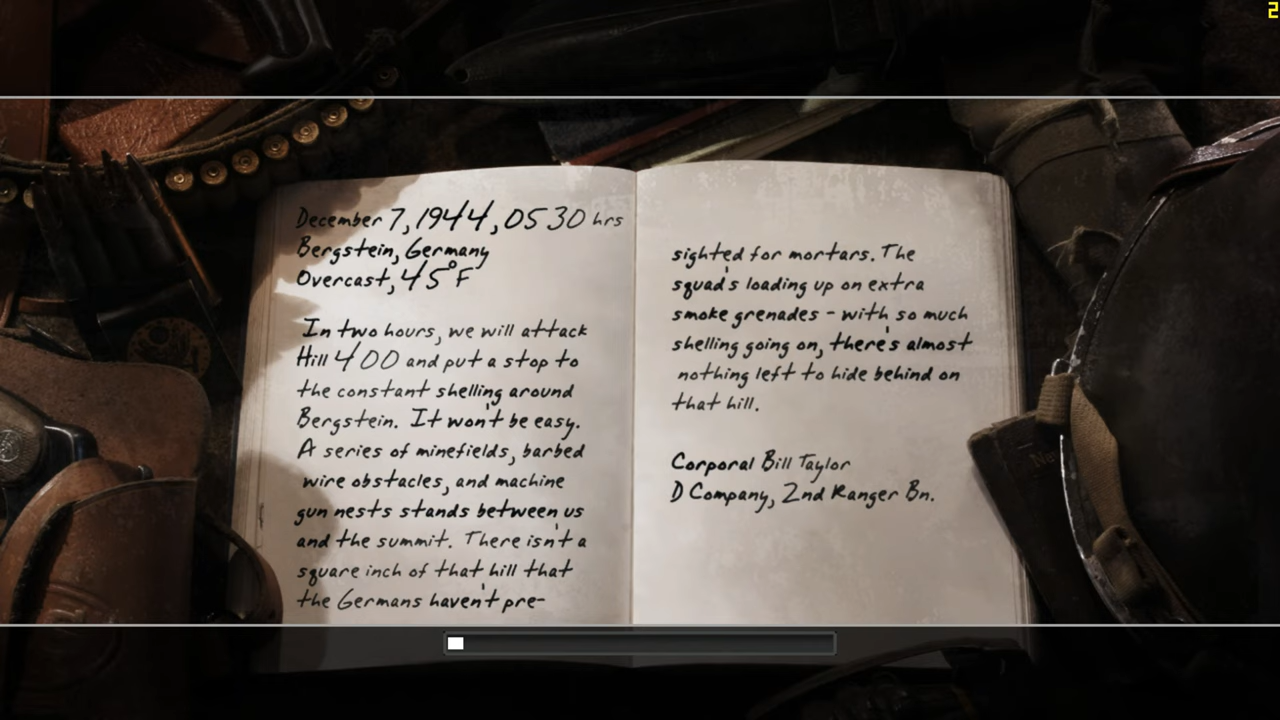 2
December 7, 1944, 0530 hrs
Bergstein, Germany
Overcast, 45°F
In two hours, we will attack
Hill 400 and put a stop to
the constant shelling around
Bergstein. It won't be easy.
A series of minefields, barbed
wire obstacles, and machine
gun nests stands between us
and the summit. There isn't a
square inch of that hill that
the Germans haven't pre-
sighted for mortars. The
squad's loading up on extra
smoke grenades - with so much
shelling going on, there's almost
nothing left to hide behind on
that hill.
Corporal Bill Taylor
D Company, 2nd Ranger Bn.